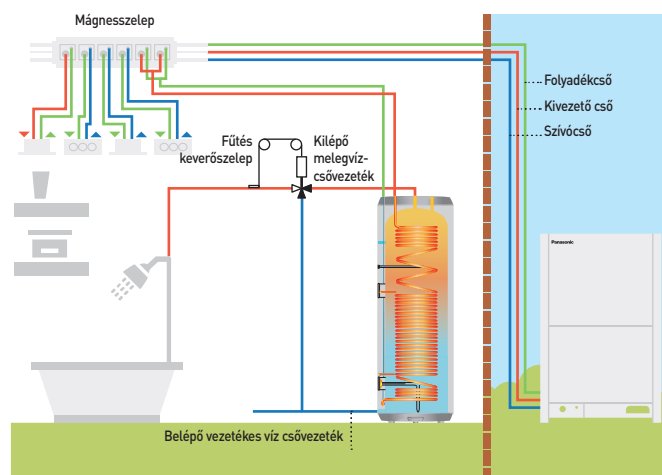 Mágnesszelep
Folyadékcső
Kivezető cső
Szívócső
Fűtés
keverőszelep
Kilépő
melegvíz-
csővezeték
Panasonic
Belépő vezetékes víz csővezeték